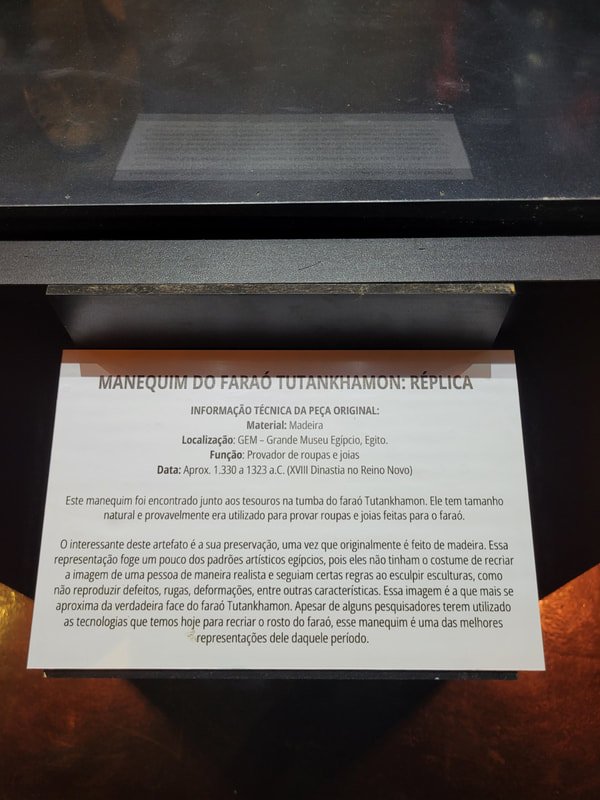 MANEQUIM DO FARAÓ TUTANKHAMON: RÉPLICA
INFORMAÇÃO TÉCNICA DA PEÇA ORIGINAL:
Material: Madeira
Localização: GEM – Grande Museu Egípcio, Egito.
Função: Provador de roupas e joias
Data: Aprox. 1.330 a 1323 a.C. (XVIII Dinastia no Reino Novo)
Este manequim foi encontrado junto aos tesouros na tumba do faraó Tutankhamon. Ele tem tamanho
natural e provavelmente era utilizado para provar roupas e joias feitas para o faraó.
O interessante deste artefato é a sua preservação, uma vez que originalmente é feito de madeira. Essa
representação foge um pouco dos padrões artísticos egípcios, pois eles não tinham o costume de recriar
a imagem de uma pessoa de maneira realista e seguiam certas regras ao esculpir esculturas, como
não reproduzir defeitos, rugas, deformações, entre outras características. Essa imagem é a que mais se
aproxima da verdadeira face do faraó Tutankhamon. Apesar de alguns pesquisadores terem utilizado
as tecnologias que temos hoje para recriar o rosto do faraó, esse manequim é uma das melhores
representações dele daquele período.